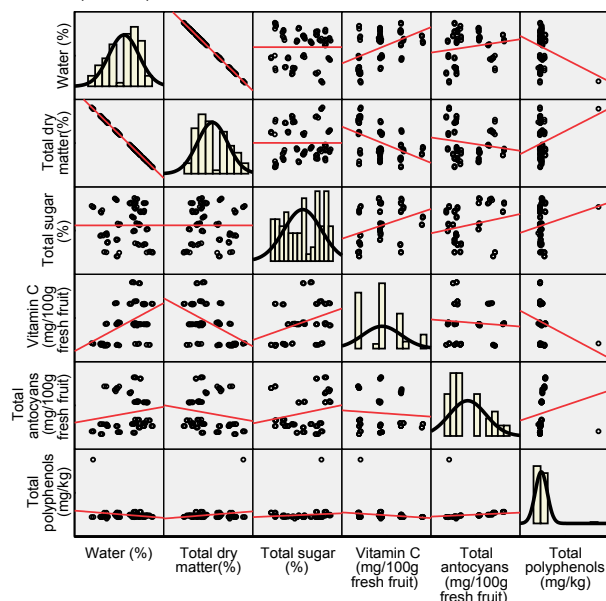 Water (%)
Total dry
matter(%)
Total sugar
(%)
Vitamin C
(mg/100g
fresh fruit)
Total
antocyans
(mg/100g
fresh fruit)
Total
polyphenols
(mg/kg)
Water (%)
Total dry
matter(%)
Total sugar
(%)
Vitamin C
(mg/100g
fresh fruit)
Total
antocyans
(mg/100g
fresh fruit)
Total
polyphenols
(mg/kg)